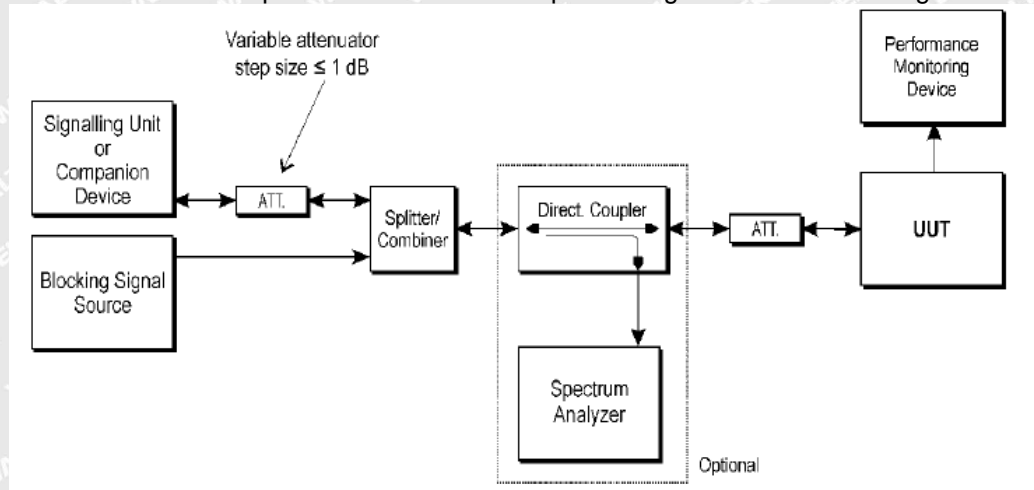 Variable attenuator
step size ≤ 1 dB
Performance
Monitoring
Device
Signalling Unit
or
Companion
Device
ATT.
Splitter/
Combiner
Direct. Coupler
ATT.
UUT
Blocking Signal
Source
Spectrum
Analyzer
Optional